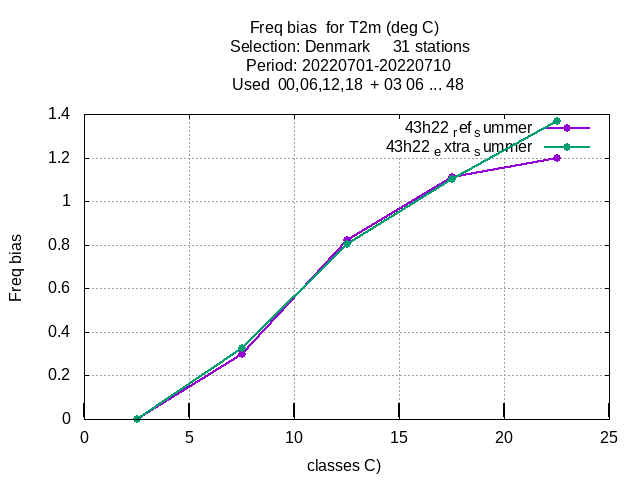 Freq bias  for T2m (deg C)
Selection: Denmark     31 stations
Period: 20220701-20220710
Used  00,06,12,18  + 03 06 ... 48
43h22 ref summer
43h22 extra summer
1.4
1.2
1
0.8
0.6
0.4
0.2
0
Freq bias
0 5 10 15 20 25
classes C)